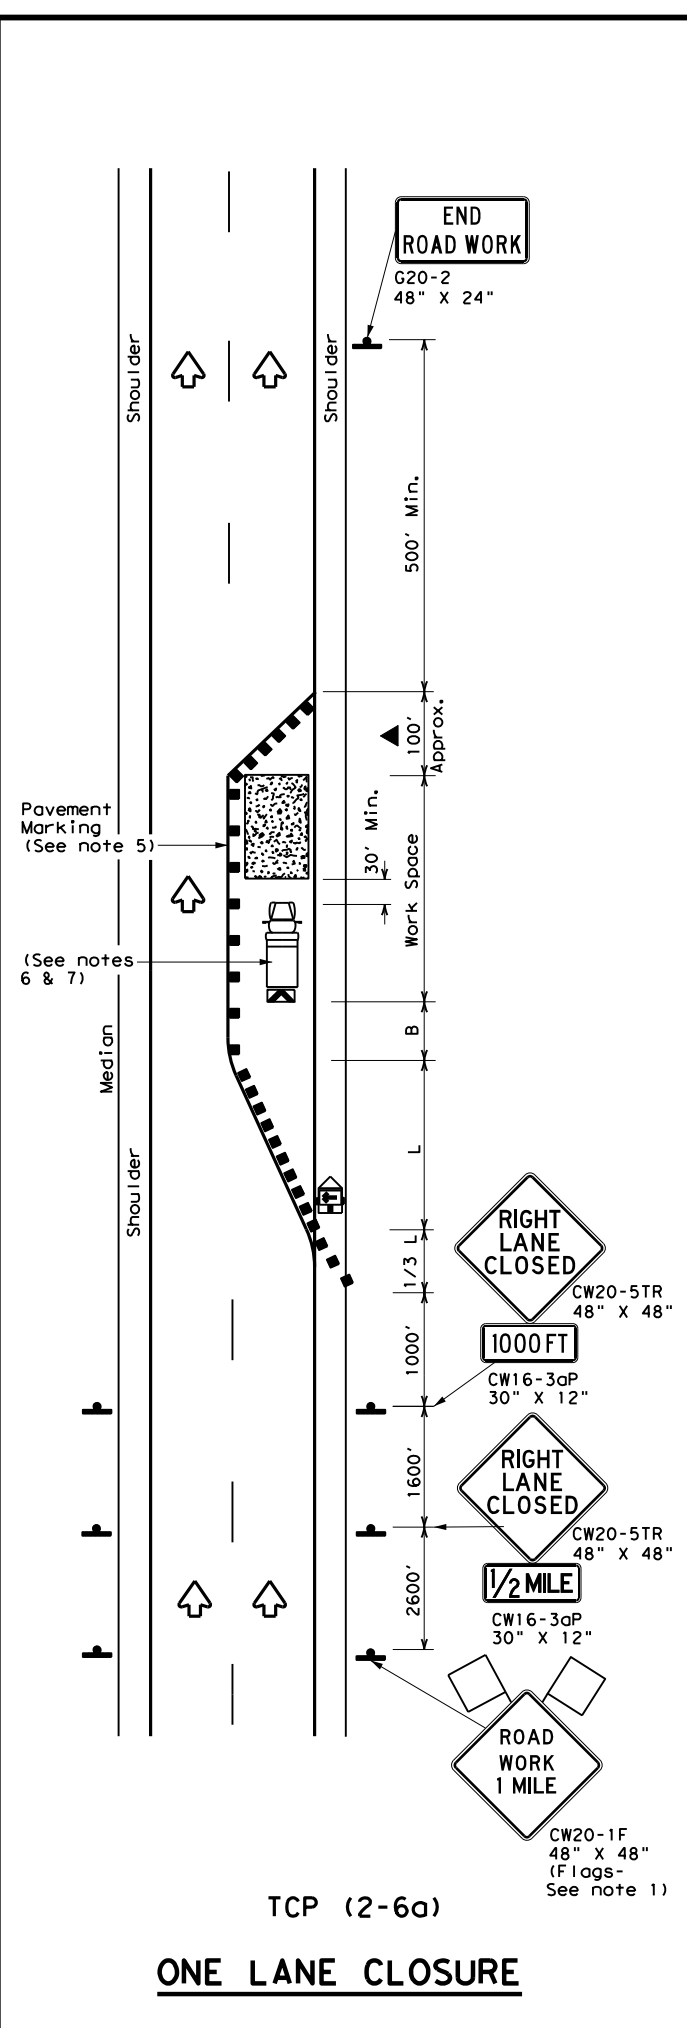 END
ROAD WORK
G20-2
48" X 24"
Shoulder
Shoulder
500' Min.
100'
Approx.
Pavement
Marking
(See note 5)
30' Min.
Work Space
(See notes
6 & 7)
B
Median
L
Shoulder
1/3 L
RIGHT
LANE
CLOSED
CW20-5TR
48" X 48"
1000 FT
CW16-3aP
30" X 12"
1000'
RIGHT
LANE
CLOSED
CW20-5TR
48" X 48"
1/2 MILE
CW16-3aP
30" X 12"
1600'
2600'
ROAD
WORK
1 MILE
CW20-1F
48" X 48"
(Flags-
See note 1)
TCP (2-6a)
ONE LANE CLOSURE